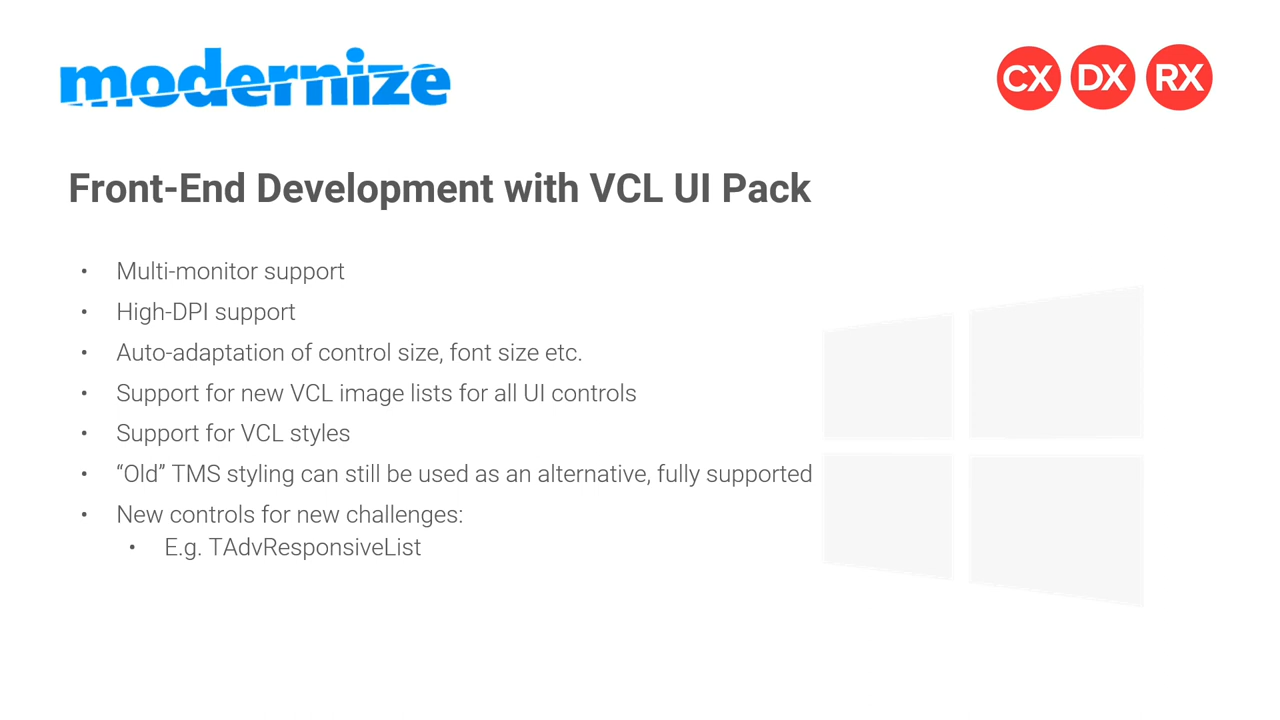 modernize
CX DX RX
Front-End Development with VCL UI Pack
• Multi-monitor support
• High-DPI support
• Auto-adaptation of control size, font size etc.
• Support for new VCL image lists for all UI controls
• Support for VCL styles
• “Old” TMS styling can still be used as an alternative, fully supported
• New controls for new challenges:
• E.g. TAdvResponsiveList